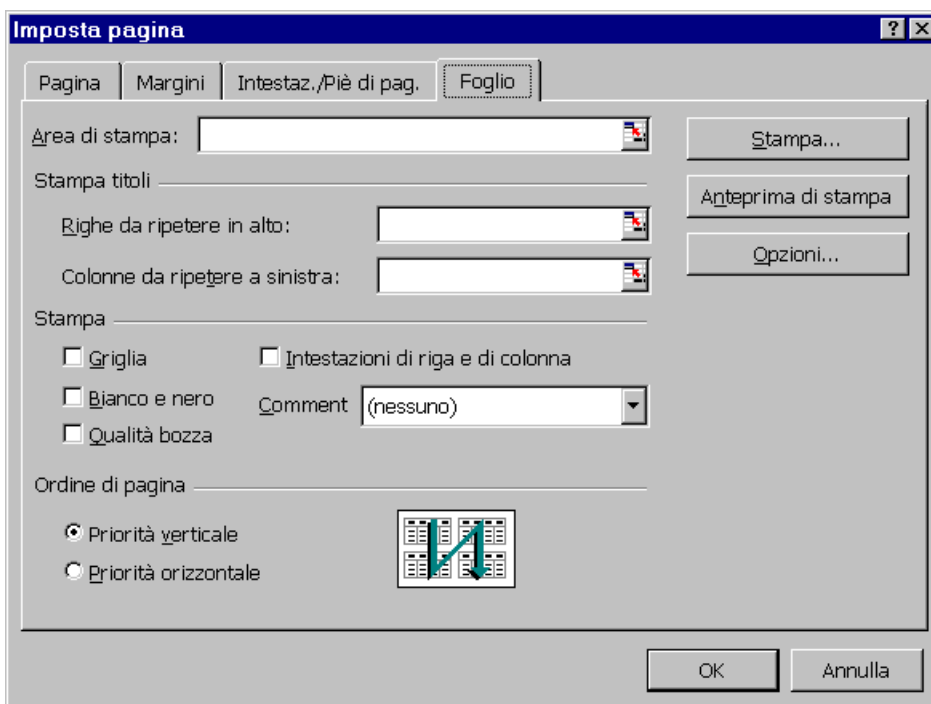 Imposta pagina
Pagina Margini Intestaz./Piè di pag. Foglio
Area di stampa: Stampa...
Stampa titoli Anteprima di stampa
Righe da ripetere in alto:
Opzioni...
Colonne da ripetere a sinistra:
Stampa
Griglia Intestazioni di riga e di colonna
Bianco e nero Comment (nessuno)
Qualità bozza
Ordine di pagina
Priorità verticale
Priorità orizzontale
OK Annulla